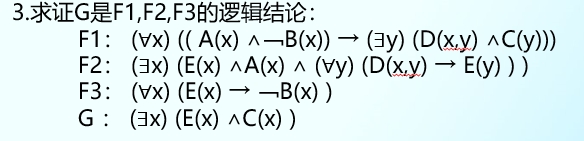 3.求证G是F1,F2,F3的逻辑结论：
F1： (∀x) (( A(x) ∧¬B(x)) → (∃y) (D(x,y) ∧C(y)))
F2： (∃x) (E(x) ∧A(x) ∧ (∀y) (D(x,y) → E(y) ) )
F3： (∀x) (E(x) → ¬B(x) )
G： (∃x) (E(x) ∧C(x) )